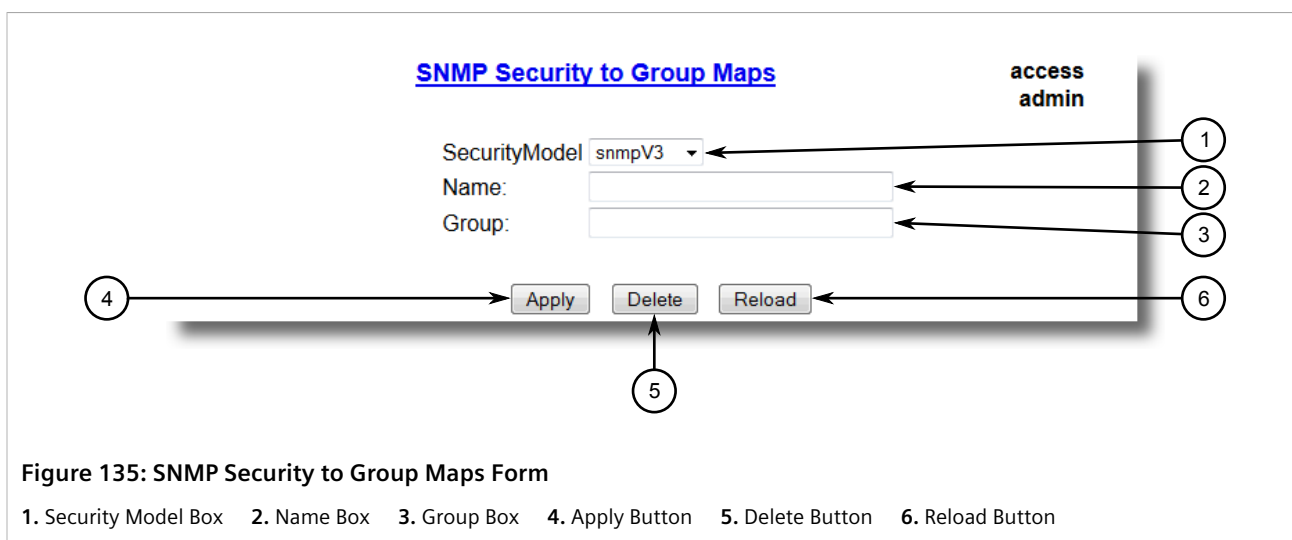 SNMP Security to Group Maps
access
admin
SecurityModel snmpV3
1
Name:
2
Group:
3
4
Apply Delete Reload
6
5
Figure 135: SNMP Security to Group Maps Form
1. Security Model Box 2. Name Box 3. Group Box 4. Apply Button 5. Delete Button 6. Reload Button